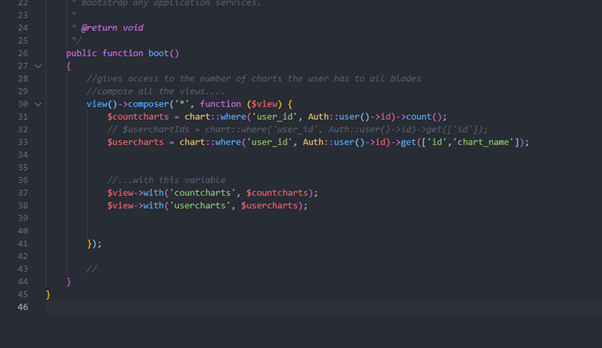 22 * Bootstrap any application services.
23 *
24 * @return void
25 */
26 public function boot()
27 {
28 //gives access to the number of charts the user has to all blades
29 //compose all the views....
30 view()->composer('*', function ($view) {
31 $countcharts = chart::where('user_id', Auth::user()->id)->count();
32 // $userchartIds = chart::where('user_id', Auth::user()->id)->get(['id']);
33 $usercharts = chart::where('user_id', Auth::user()->id)->get(['id','chart_name']);
34
35
36 //...with this variable
37 $view->with('countcharts', $countcharts);
38 $view->with('usercharts', $usercharts);
39
40
41 });
42
43 //
44 }
45 }
46